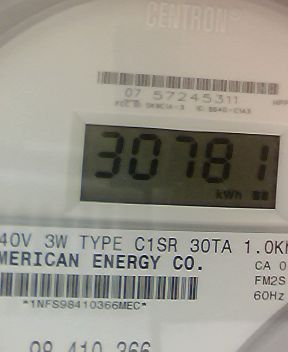 CENTRON®
07 57245311
30781
kWh
40V 3W TYPE C1SR 30TA 1.0K
MERICAN ENERGY CO.
CA 0
FM2S
60Hz
*1NFS98410366MEC*
98 410 366